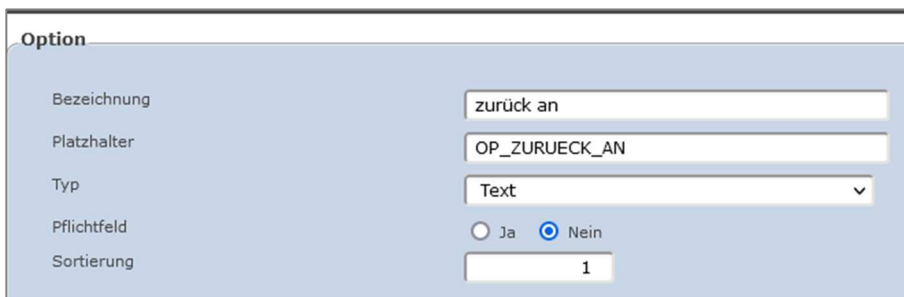 Option
Bezeichnung zurück an
Platzhalter OP_ZURUECK_AN
Typ Text
Pflichtfeld Ja Nein
Sortierung 1